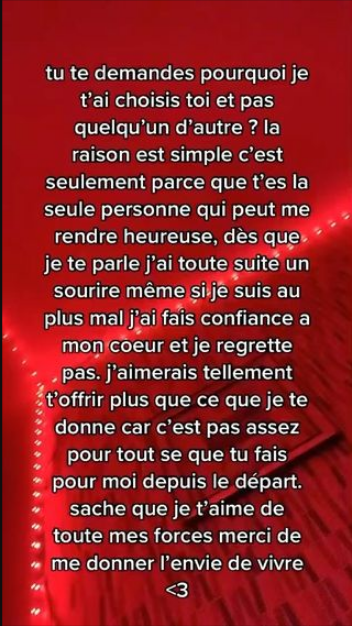 tu te demandes pourquoi je
t'ai choisis toi et pas
quelqu'un d'autre ? la
raison est simple c'est
seulement parce que t'es la
seule personne qui peut me
rendre heureuse, dès que
je te parle j'ai toute suite un
sourire même si je suis au
plus mal j'ai fais confiance a
mon coeur et je regrette
pas. j'aimerais tellement
t'offrir plus que ce que je te
donne car c'est pas assez
pour tout se que tu fais
pour moi depuis le départ.
sache que je t'aime de
toute mes forces merci de
me donner l'envie de vivre
<3